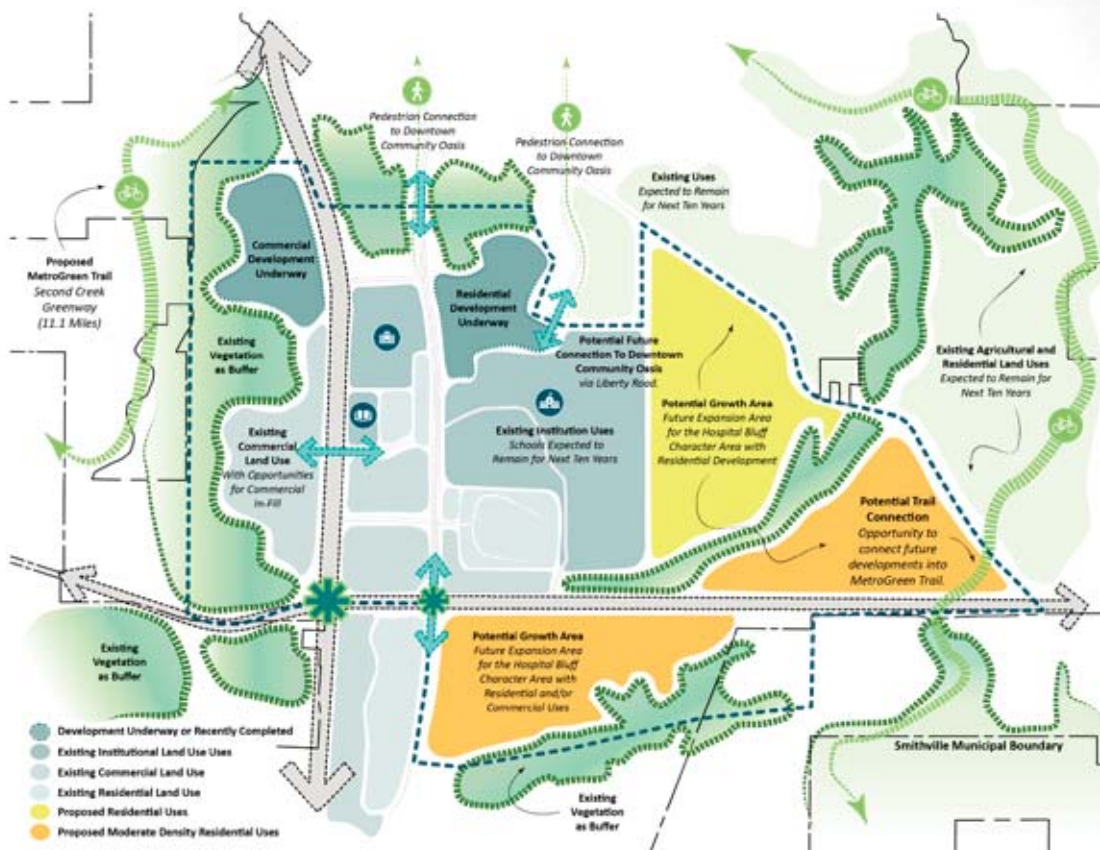 Pedestrian Connection
to Downtown
Community Oasis
Pedestrian Connection
to Downtown
Community Oasis
Existing Uses
Expected to Remain
for Next Ten Years
Proposed
MetroGreen Trail
Second Creek
Greenway
(11.1 Miles)
Commercial
Development
Underway
Residential
Development
Underway
Existing
Vegetation
as Buffer
Potential Future
Connection To Downtown
Community Oasis
via Liberty Road.
Existing Agricultural and
Residential Land Uses
Expected to Remain for
Next Ten Years
Potential Growth Area
Future Expansion Area
for the Hospital Bluff
Character Area with
Residential Development
Existing Institution Uses
Schools Expected to
Remain for Next Ten Years
Existing
Commercial
Land Use
With Opportunities
for Commercial
In-Fill
Potential Trail
Connection
Opportunity to
connect future
developments into
MetroGreen Trail.
Potential Growth Area
Future Expansion Area
for the Hospital Bluff
Character Area with
Residential and/or
Commercial Uses
Existing
Vegetation
as Buffer
Existing
Vegetation
as Buffer
Smithville Municipal Boundary
Development Underway or Recently Completed
Existing Institutional Land Use Uses
Existing Commercial Land Use
Existing Residential Land Use
Proposed Residential Uses
Proposed Moderate Density Residential Uses